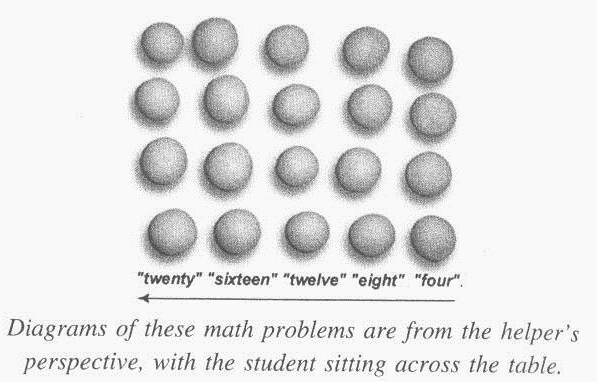 "twenty" "sixteen" "twelve" "eight" "four".
Diagrams of these math problems are from the helper's
perspective, with the student sitting across the table.